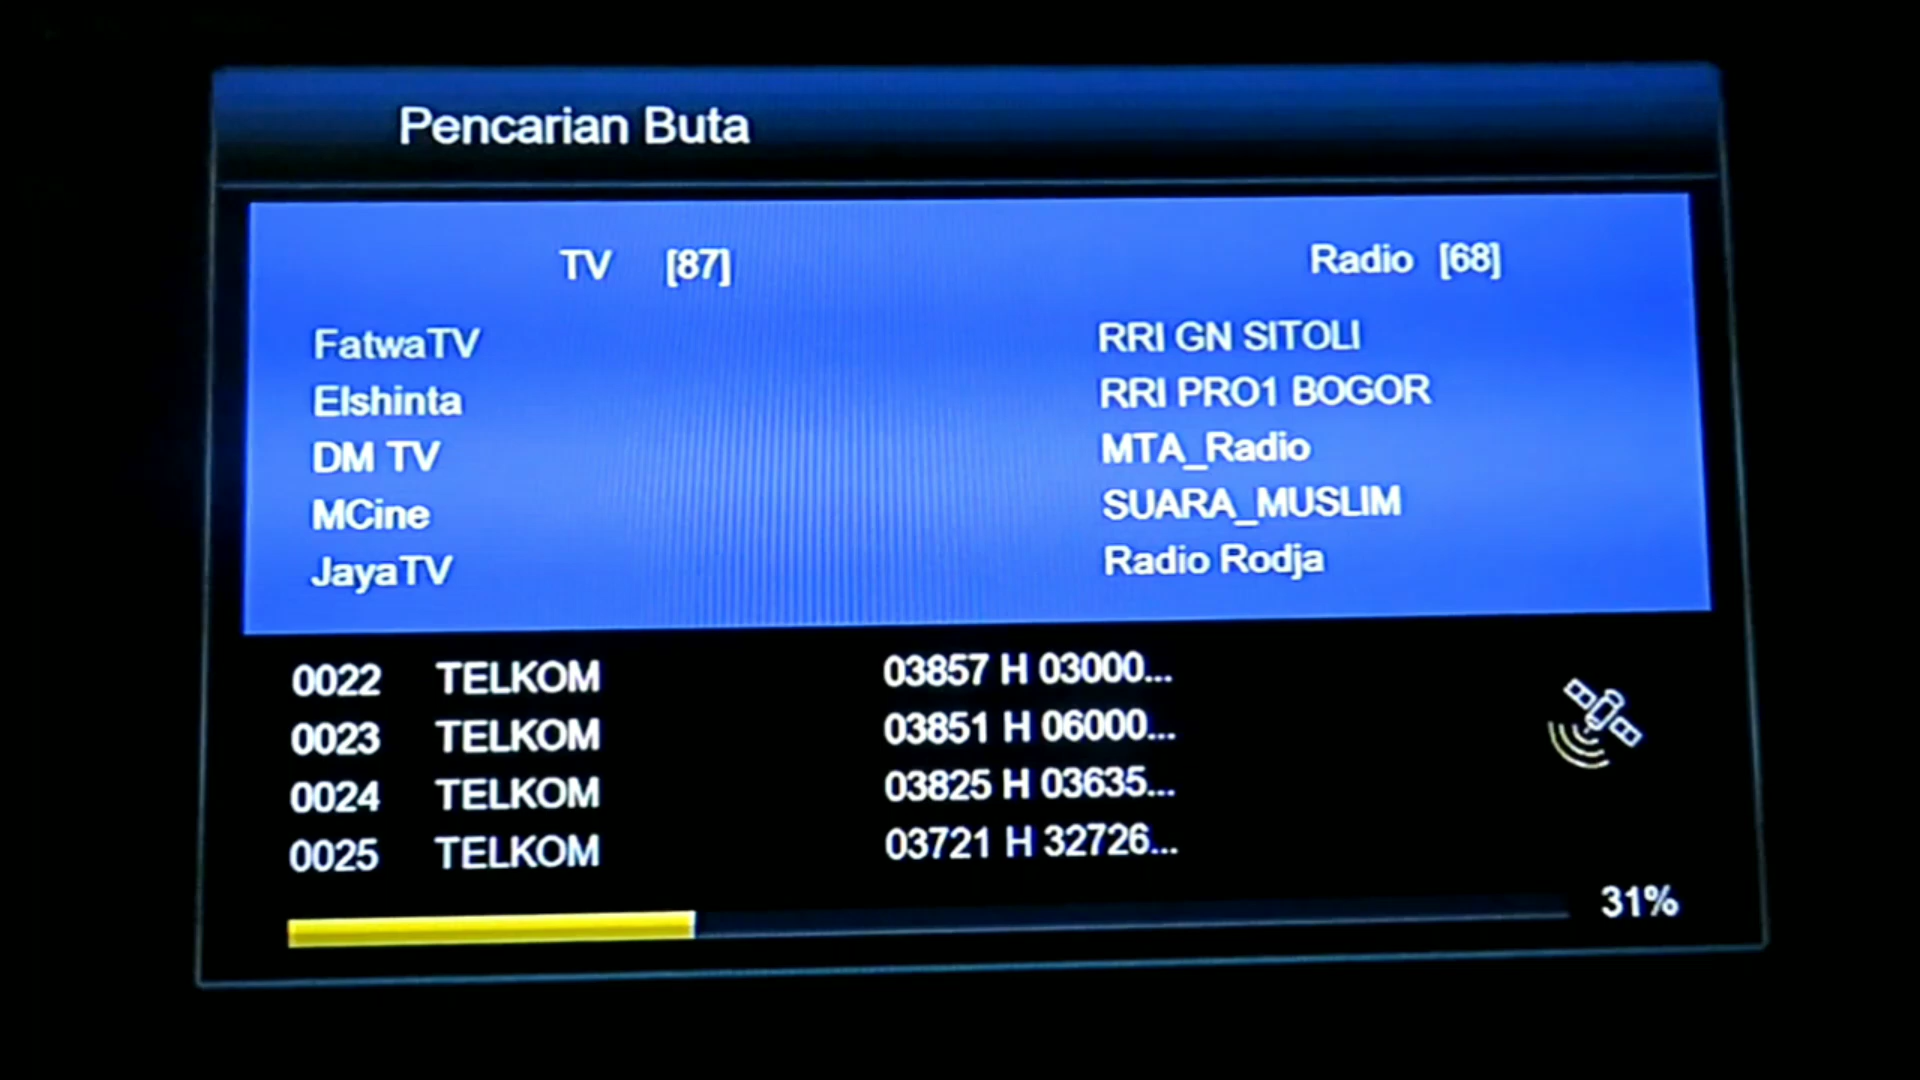 Pencarian Buta
TV [87]
Radio [68]
FatwaTV
Elshinta
DM TV
MCine
JayaTV
RRI GN SITOLI
RRI PRO1 BOGOR
MTA_Radio
SUARA_MUSLIM
Radio Rodja
0022 TELKOM 03857 H 03000...
0023 TELKOM 03851 H 06000...
0024 TELKOM 03825 H 03635...
0025 TELKOM 03721 H 32726...
31%